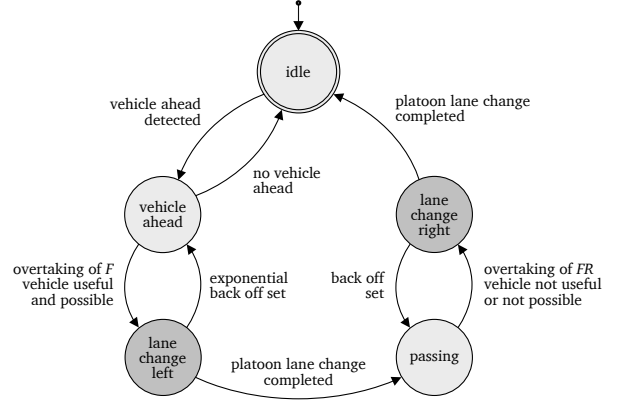 idle
vehicle ahead
detected
platoon lane change
completed
no vehicle
ahead
vehicle
ahead
lane
change
right
overtaking of F
vehicle useful
and possible
exponential
back off set
back off
set
overtaking of FR
vehicle not useful
or not possible
lane
change
left
platoon lane change
completed
passing